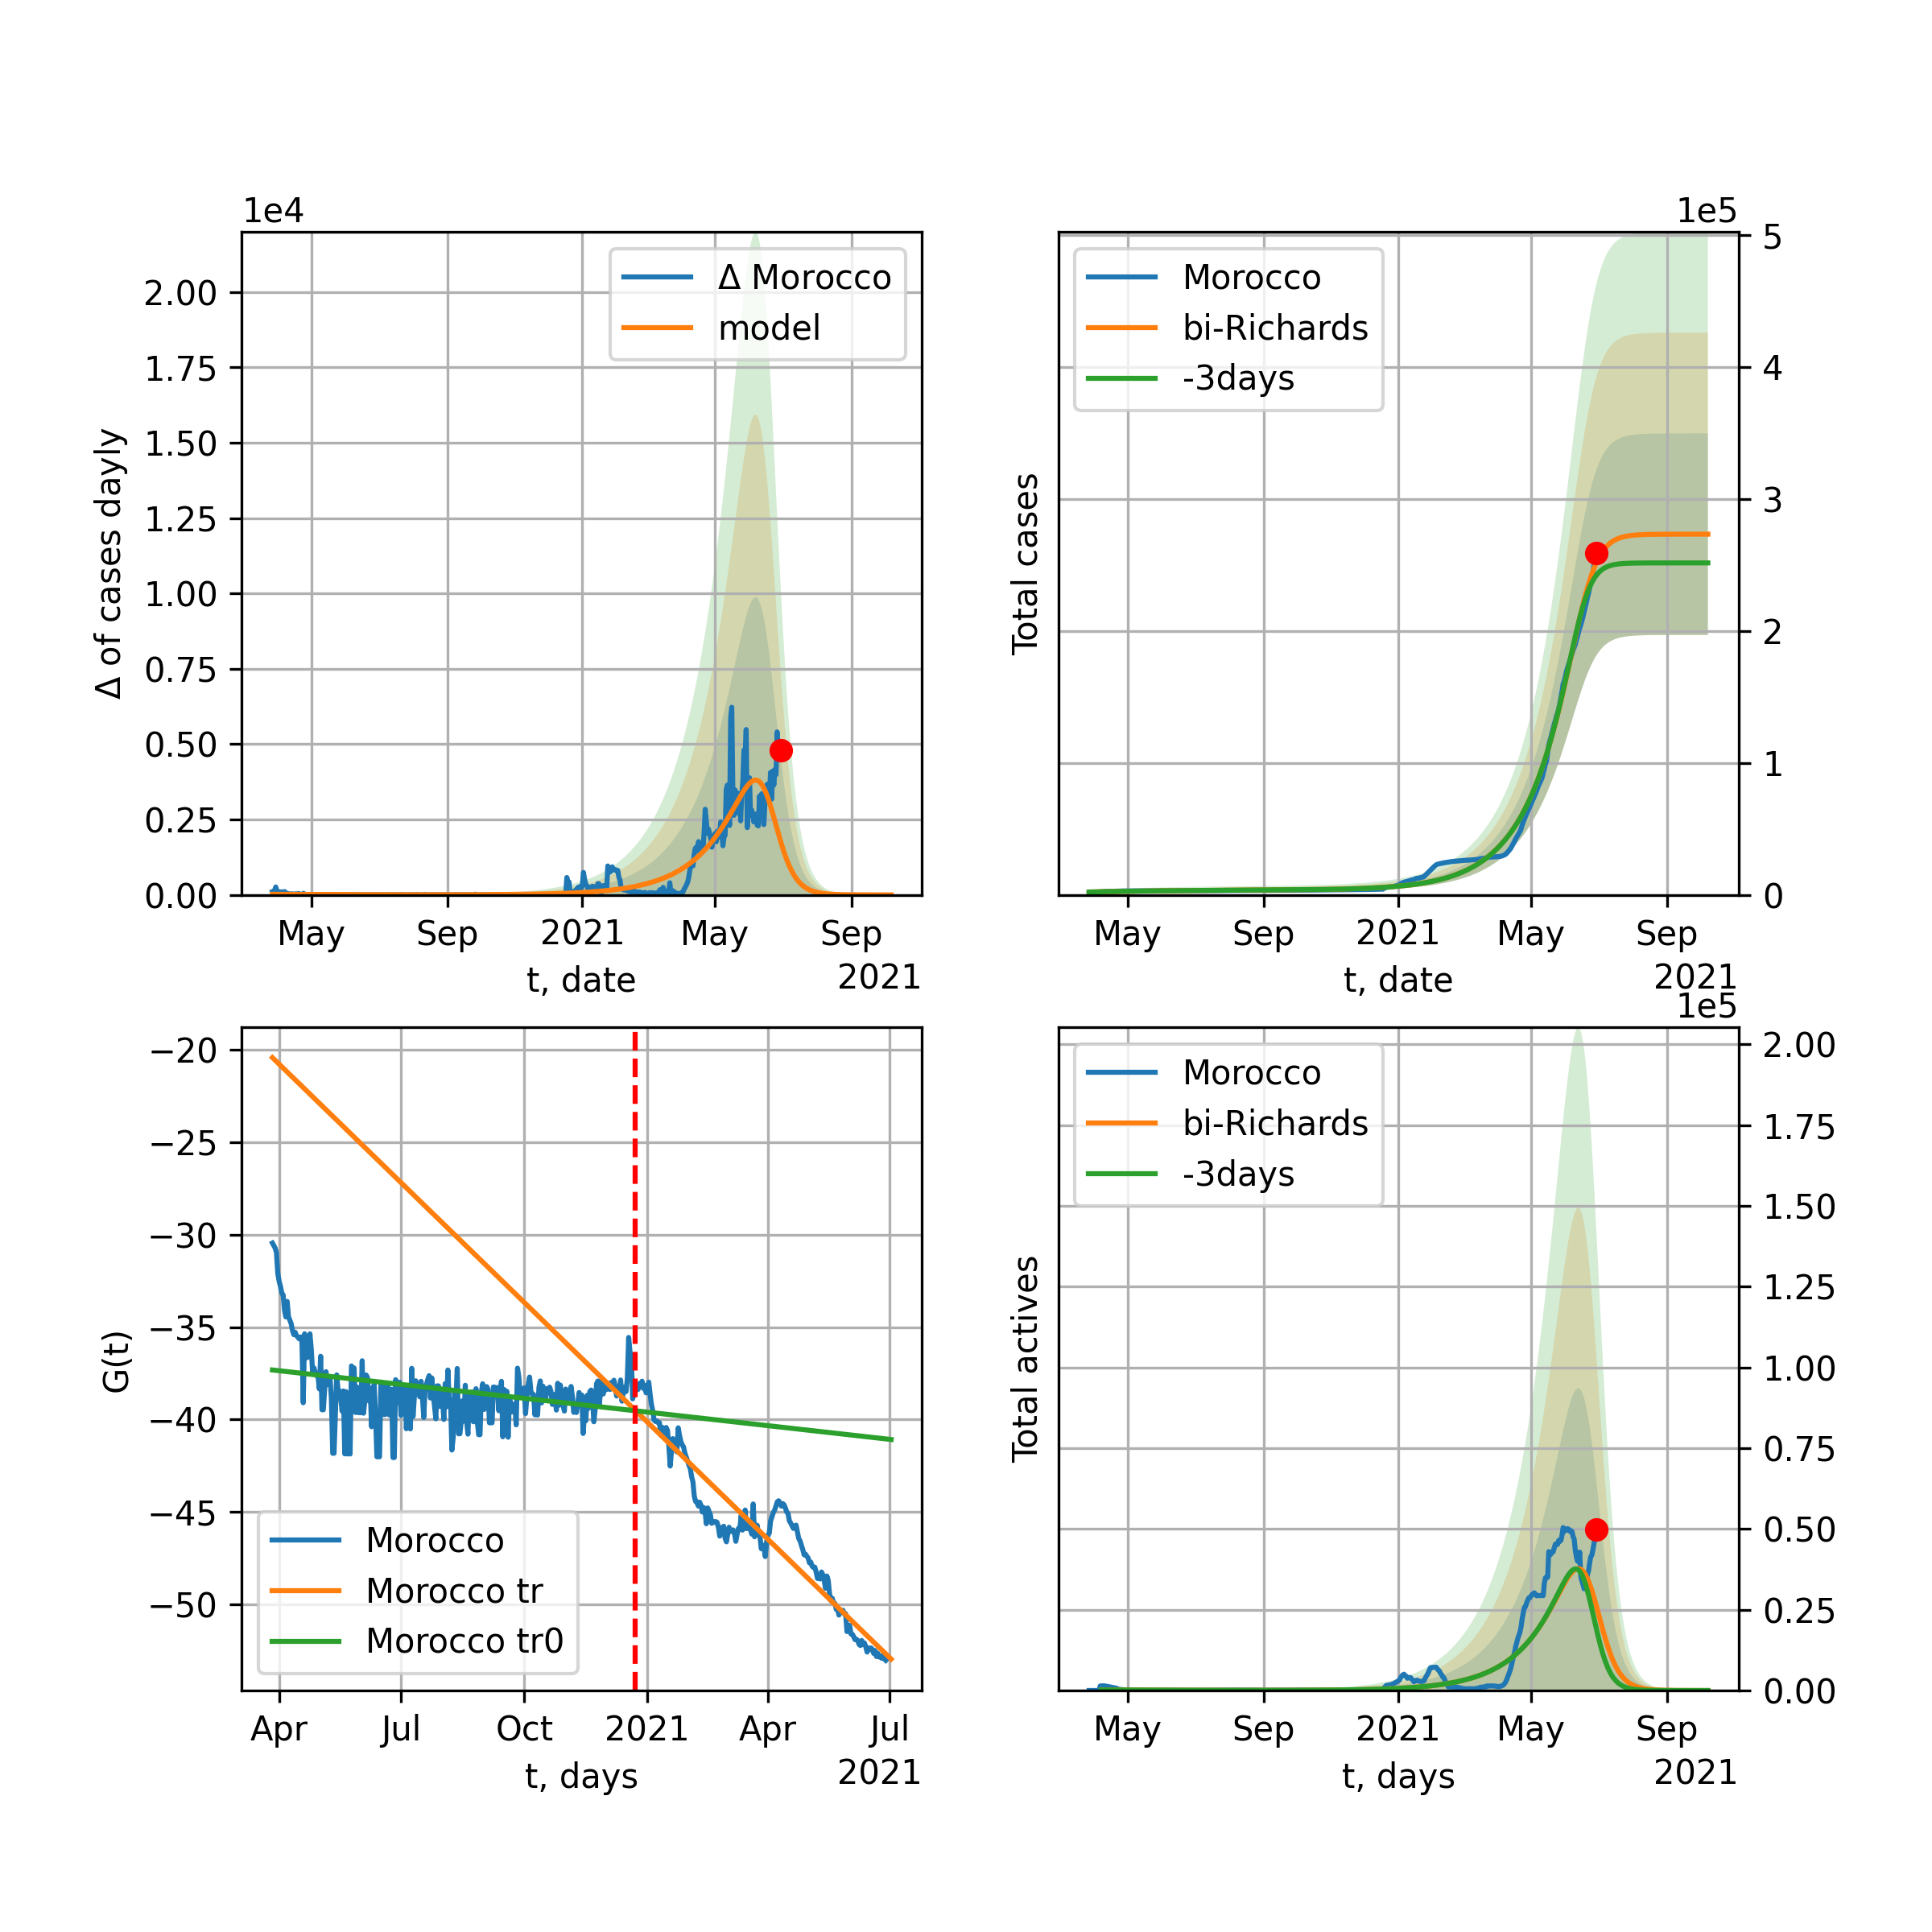 1e4
Δ of cases dayly
2.00
1.75
1.50
1.25
1.00
0.75
0.50
0.25
0.00
Δ Morocco
model
May Sep 2021 May Sep
t, date
2021
1e5
Total cases
Morocco
bi-Richards
-3days
5
4
3
2
1
0
May Sep 2021 May Sep
t, date
2021
G(t)
−20
−25
−30
−35
−40
−45
−50
Morocco
Morocco tr
Morocco tr0
Apr Jul Oct 2021 Apr Jul
t, days
2021
1e5
Total actives
Morocco
bi-Richards
-3days
2.00
1.75
1.50
1.25
1.00
0.75
0.50
0.25
0.00
May Sep 2021 May Sep
t, days
2021